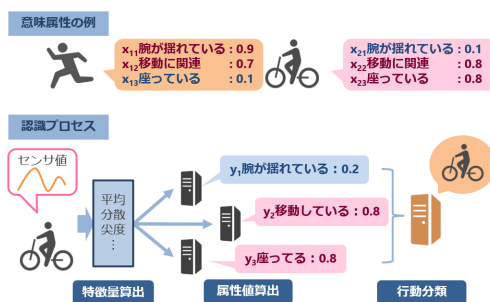 意味属性の例
x11腕が揺れている：0.9
x12移動に関連　　：0.7
x13座っている　　：0.1
x21腕が揺れている：0.1
x22移動に関連　　：0.8
x23座っている　　：0.8
認識プロセス
センサ値
平均
分散
尖度
⋮
y1腕が揺れている：0.2
y2移動している：0.8
y3座ってる：0.8
特徴量算出
属性値算出
行動分類